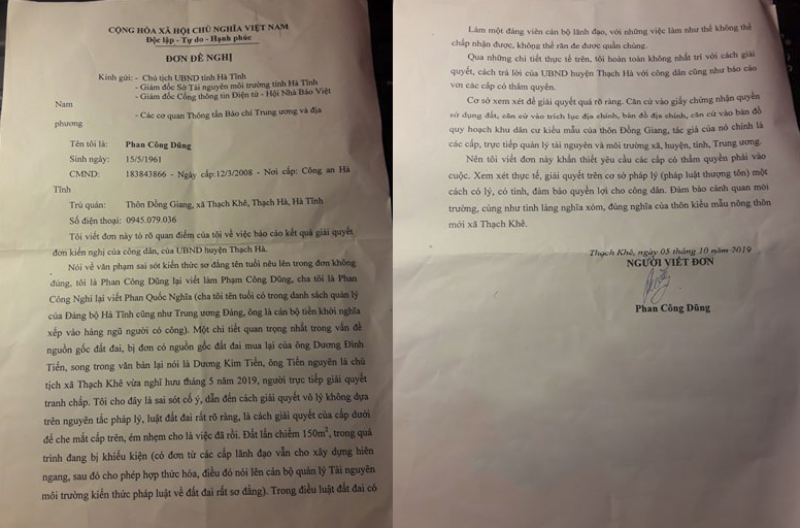 CỘNG HÒA XÃ HỘI CHỦ NGHĨA VIỆT NAM
Độc lập - Tự do - Hạnh phúc
ĐƠN ĐỀ NGHỊ
Kính gửi: - Chủ tịch UBND tỉnh Hà Tĩnh
- Giám đốc Sở Tài nguyên môi trường tỉnh Hà Tĩnh
- Giám đốc Cổng thông tin Điện tử - Hội Nhà Báo Việt
Nam
- Các cơ quan Thông tấn Báo chí Trung ương và địa
phương
Tên tôi là: Phan Công Dũng
Sinh ngày: 15/5/1961
CMND: 183843866 - Ngày cấp:12/3/2008 - Nơi cấp: Công an Hà
Tĩnh
Trú quán: Thôn Đồng Giang, xã Thạch Khê, Thạch Hà, Hà Tĩnh
Số điện thoại: 0945.079.036
Tôi viết đơn này tỏ rõ quan điểm của tôi về việc báo cáo kết quả giải quyết
đơn kiến nghị của công dân, của UBND huyện Thạch Hà.
Nói về văn phạm sai sót kiến thức sơ đẳng tên tuổi nêu lên trong đơn không
đúng, tôi là Phan Công Dũng lại viết làm Phạm Công Dũng, cha tôi là Phan
Công Nghi lại viết Phan Quốc Nghĩa (cha tôi tên tuổi có trong danh sách quản lý
của Đảng bộ Hà Tĩnh cũng như Trung ương Đảng, ông là cán bộ tiền khởi nghĩa
xếp vào hàng ngũ người có công). Một chi tiết quan trọng nhất trong vấn đề
nguồn gốc đất đai, bị đơn có nguồn gốc đất đai mua lại của ông Dương Đình
Tiến, song trong văn bản lại nói là Dương Kim Tiến, ông Tiến nguyên là chủ
tịch xã Thạch Khê vừa nghĩ hưu tháng 5 năm 2019, người trực tiếp giải quyết
tranh chấp. Tôi cho đây là sai sót cố ý, dẫn đến cách giải quyết vô lý không dựa
trên nguyên tắc pháp lý, luật đất đai rất rõ ràng, là cách giải quyết của cấp dưới
để che mắt cấp trên, ém nhẹm cho là việc đã rồi. Đất lấn chiếm 150m², trong quá
trình đang bị khiếu kiện (có đơn từ các cấp lãnh đạo vẫn cho xây dựng hiên
ngang, sau đó cho phép hợp thức hóa, điều đó nói lên cán bộ quản lý Tài nguyên
môi trường kiến thức pháp luật về đất đai rất sơ đẳng). Trong điều luật đất đai có
Làm một đảng viên cán bộ lãnh đạo, với những việc làm như thế không thể
chấp nhận được, không thể răn đe được quần chúng.
Qua những chi tiết thực tế trên, tôi hoàn toàn không nhất trí với cách giải
quyết, cách trả lời của UBND huyện Thạch Hà với công dân cũng như báo cáo
với các cấp có thẩm quyền.
Cơ sở xem xét để giải quyết quá rõ ràng. Căn cứ vào giấy chứng nhận quyền
sử dụng đất, căn cứ vào trích lục địa chính, bản đồ địa chính, căn cứ vào bản đồ
quy hoạch khu dân cư kiểu mẫu của thôn Đồng Giang, tác giả của nó chính là
các cấp, trực tiếp quản lý tài nguyên và môi trường xã, huyện, tỉnh, Trung ương.
Nên tôi viết đơn này khẩn thiết yêu cầu các cấp có thẩm quyền phải vào
cuộc. Xem xét thực tế, giải quyết trên cơ sở pháp lý (pháp luật thượng tôn) một
cách có lý, có tình, đảm bảo quyền lợi cho công dân. Đảm bảo cảnh quan môi
trường, cũng như tình làng nghĩa xóm, đúng nghĩa của thôn kiểu mẫu nông thôn
mới xã Thạch Khê.
Thạch Khê, ngày 05 tháng 10 năm 2019
NGƯỜI VIẾT ĐƠN
Phan Công Dũng